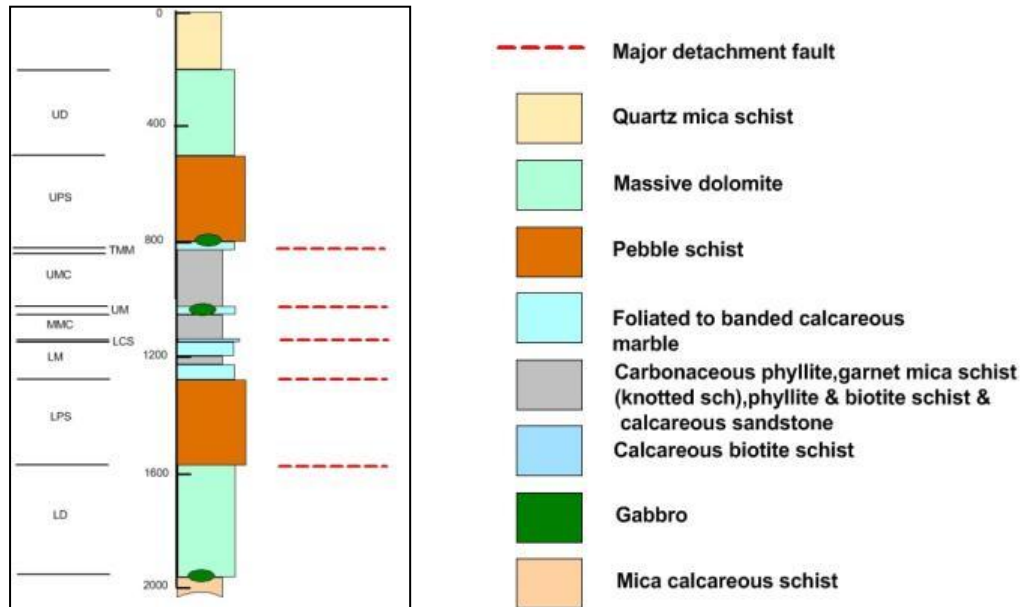 0
UD
400
UPS
800
TMM
UMC
UM
MMC
LCS
1200
LM
LPS
1600
LD
2000
Major detachment fault
Quartz mica schist
Massive dolomite
Pebble schist
Foliated to banded calcareous
marble
Carbonaceous phyllite,garnet mica schist
(knotted sch),phyllite & biotite schist &
calcareous sandstone
Calcareous biotite schist
Gabbro
Mica calcareous schist